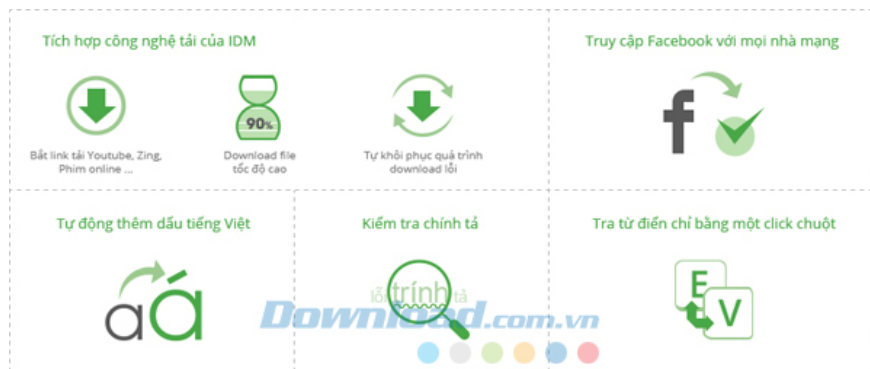 Tích hợp công nghệ tải của IDM
Truy cập Facebook với mọi nhà mạng
90%
f
Bắt link tải Youtube, Zing,
Phim online ...
Download file
tốc độ cao
Tự khôi phục quá trình
download lỗi
Tự động thêm dấu tiếng Việt
Kiểm tra chính tả
Tra từ điển chỉ bằng một click chuột
aá
lỗi trính tả
E
V
Download.com.vn